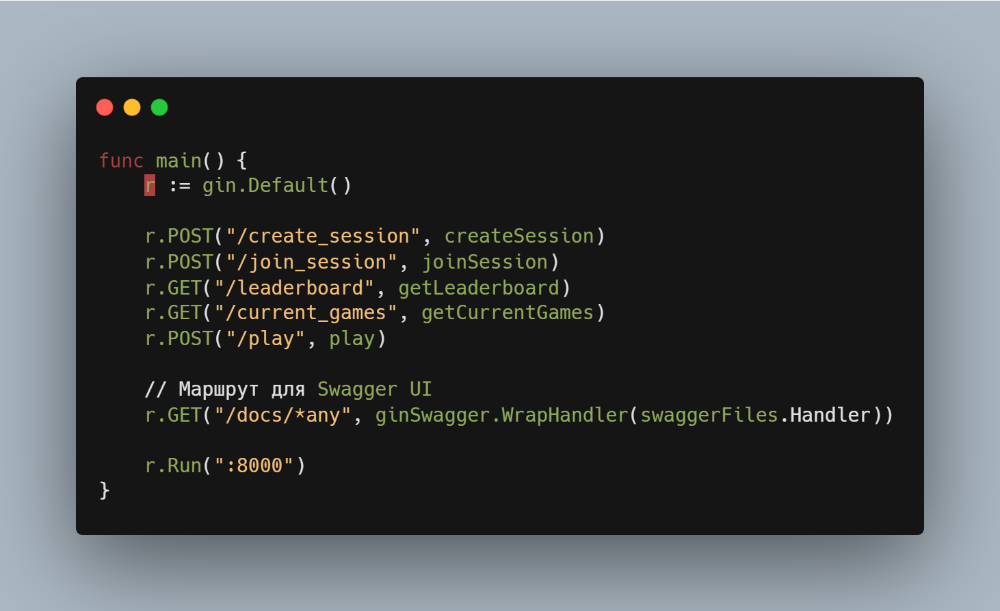 func main() {
    r := gin.Default()

    r.POST("/create_session", createSession)
    r.POST("/join_session", joinSession)
    r.GET("/leaderboard", getLeaderboard)
    r.GET("/current_games", getCurrentGames)
    r.POST("/play", play)

    // Маршрут для Swagger UI
    r.GET("/docs/*any", ginSwagger.WrapHandler(swaggerFiles.Handler))

    r.Run(":8000")
}